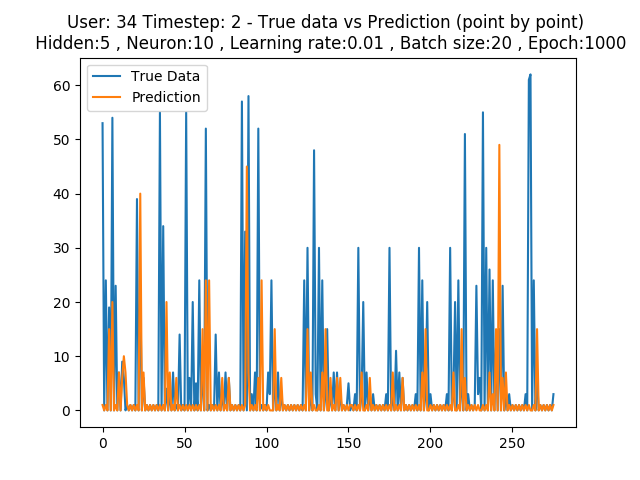 User: 34 Timestep: 2 - True data vs Prediction (point by point)
Hidden:5 , Neuron:10 , Learning rate:0.01 , Batch size:20 , Epoch:1000
True Data
Prediction
60
50
40
30
20
10
0
0 50 100 150 200 250